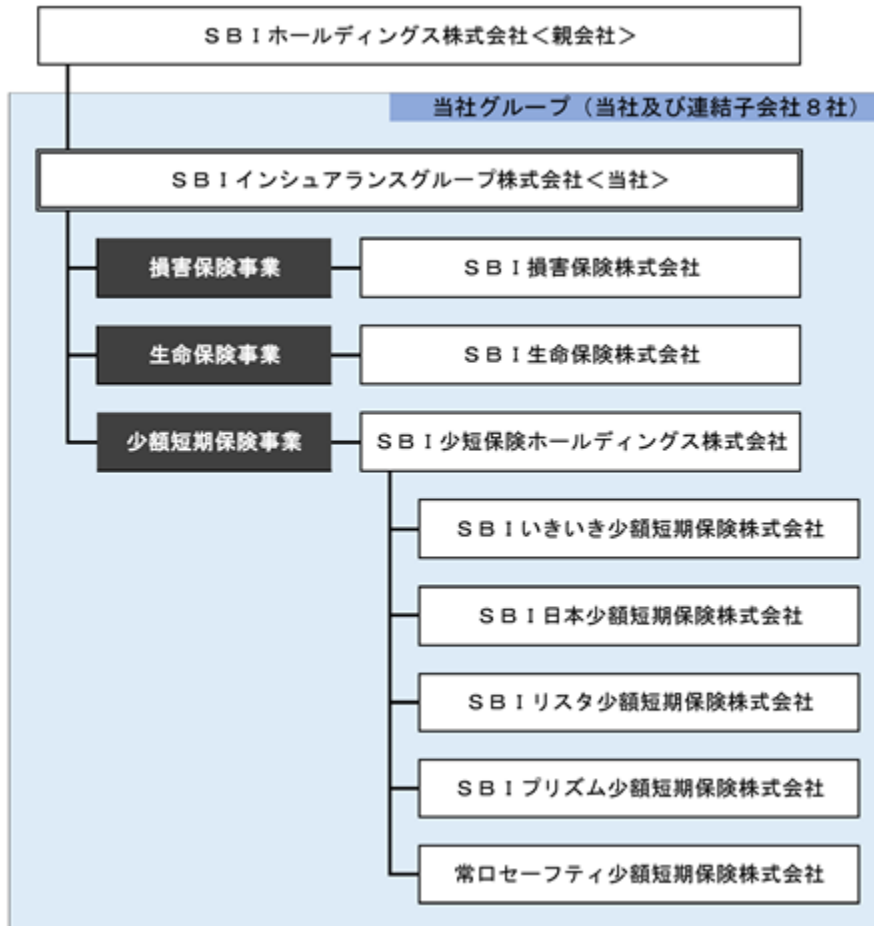 ＳＢＩホールディングス株式会社＜親会社＞
当社グループ（当社及び連結子会社８社）
ＳＢＩインシュアランスグループ株式会社＜当社＞
損害保険事業
ＳＢＩ損害保険株式会社
生命保険事業
ＳＢＩ生命保険株式会社
少額短期保険事業
ＳＢＩ少短保険ホールディングス株式会社
ＳＢＩいきいき少額短期保険株式会社
ＳＢＩ日本少額短期保険株式会社
ＳＢＩリスタ少額短期保険株式会社
ＳＢＩプリズム少額短期保険株式会社
常口セーフティ少額短期保険株式会社